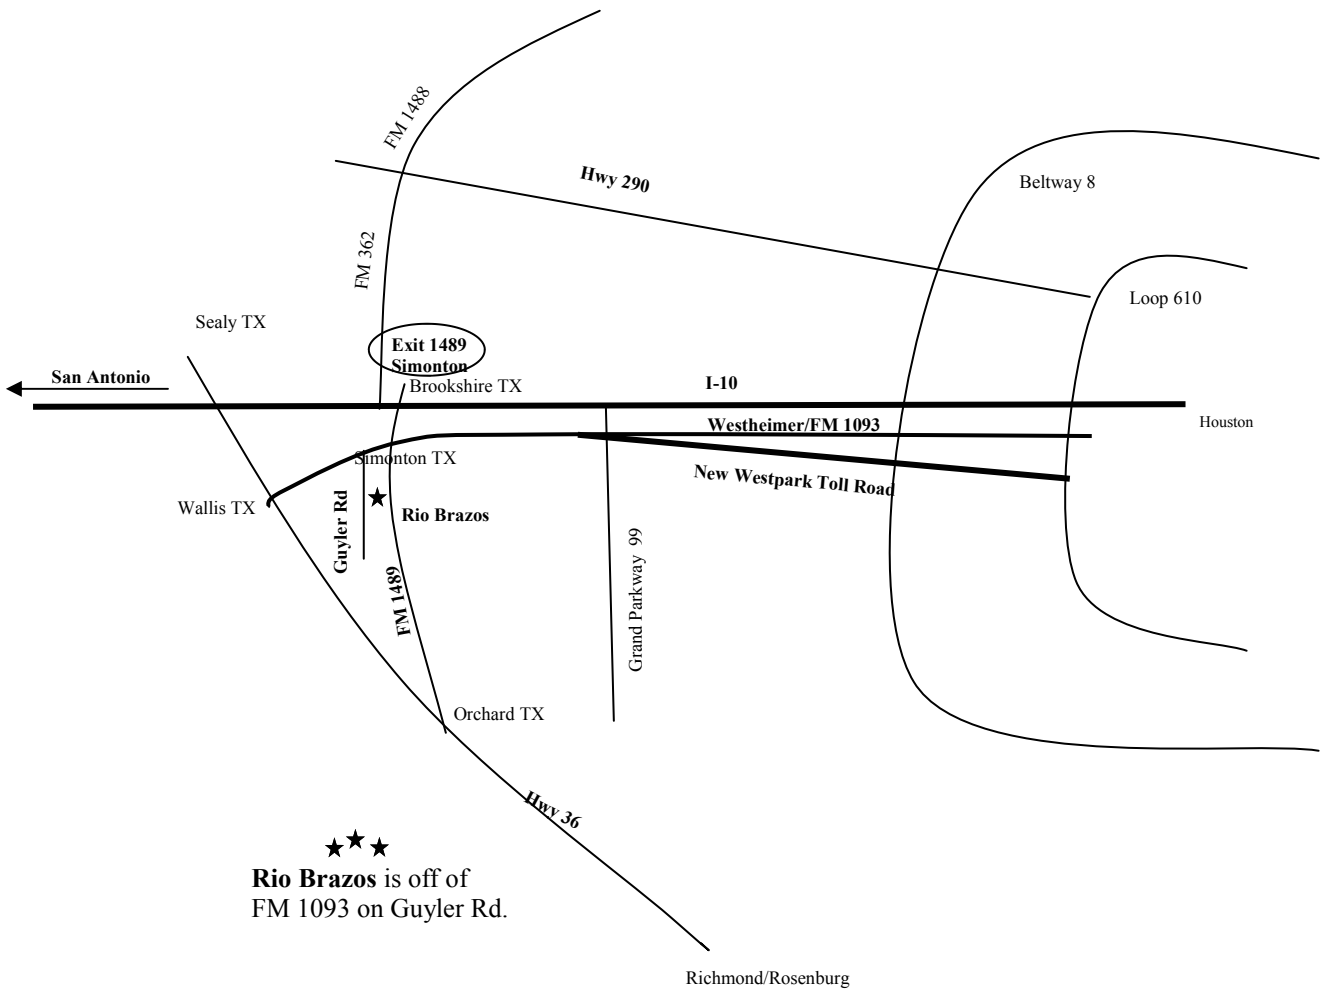 FM 1488
Hwy 290
Beltway 8
FM 362
Loop 610
Sealy TX
Exit 1489
Simonton
San Antonio
Brookshire TX
I-10
Houston
Westheimer/FM 1093
Simonton TX
New Westpark Toll Road
Wallis TX
Guyler Rd
Rio Brazos
Grand Parkway 99
FM 1489
Orchard TX
Hwy 36
Rio Brazos is off of
FM 1093 on Guyler Rd.
Richmond/Rosenburg